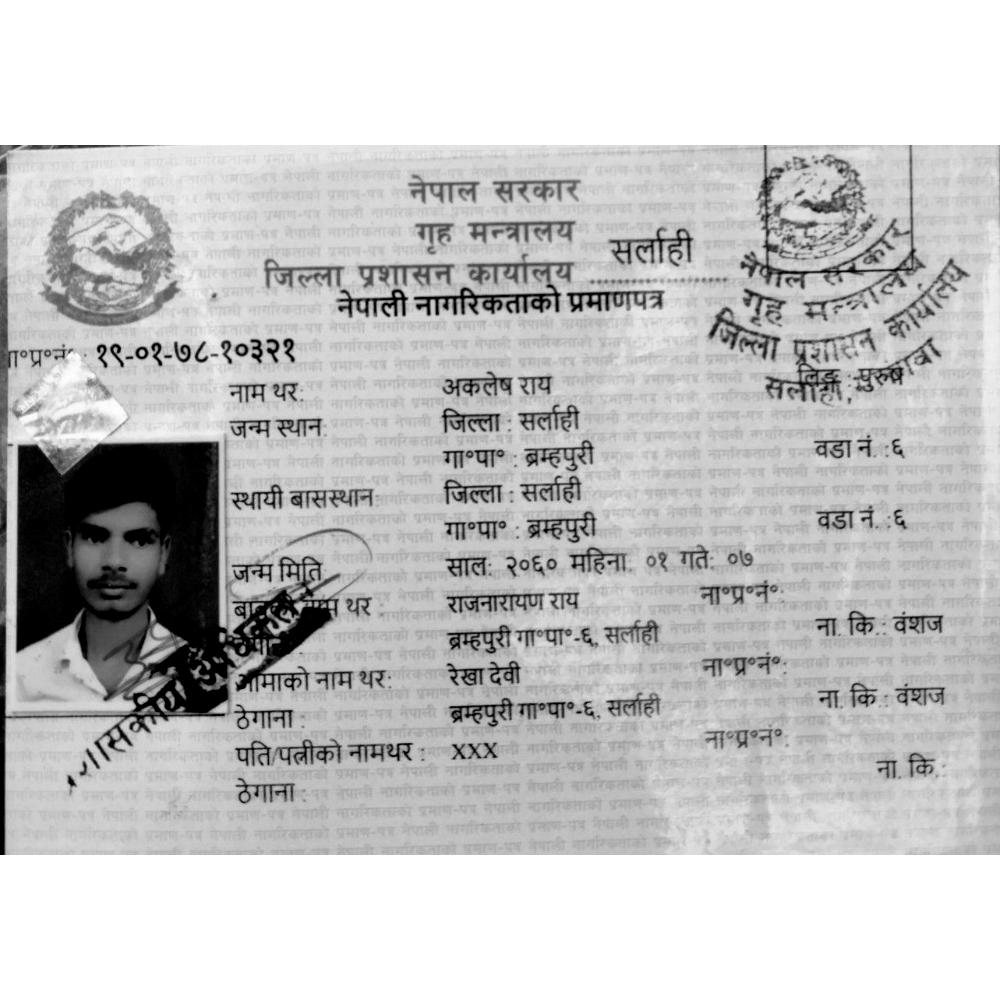 नेपाल सरकार
गृह मन्त्रालय
जिल्ला प्रशासन कार्यालय सर्लाही
नेपाली नागरिकताको प्रमाणपत्र
नेपाल सरकार
गृह मन्त्रालय
जिल्ला प्रशासन कार्यालय
सर्लाही,
ना॰प्र॰नं॰: १९-०१-७८-१०३२१
लिङ्ग : पुरुष
नाम थर: अकलेष राय
जन्म स्थान: जिल्ला : सर्लाही
गा॰पा॰ : ब्रम्हपुरी वडा नं. :६
स्थायी बासस्थान: जिल्ला : सर्लाही
गा॰पा॰ : ब्रम्हपुरी वडा नं. :६
जन्म मिति: साल: २०६० महिना: ०१ गते: ०७
नाम थर : राजनारायण राय ना॰प्र॰नं॰:
ब्रम्हपुरी गा॰पा॰-६, सर्लाही ना. कि.: वंशज
आमाको नाम थर: रेखा देवी ना॰प्र॰नं॰:
ठेगाना : ब्रम्हपुरी गा॰पा॰-६, सर्लाही ना. कि.: वंशज
पति/पत्नीको नामथर : XXX ना॰प्र॰नं॰:
ठेगाना : ना. कि.: